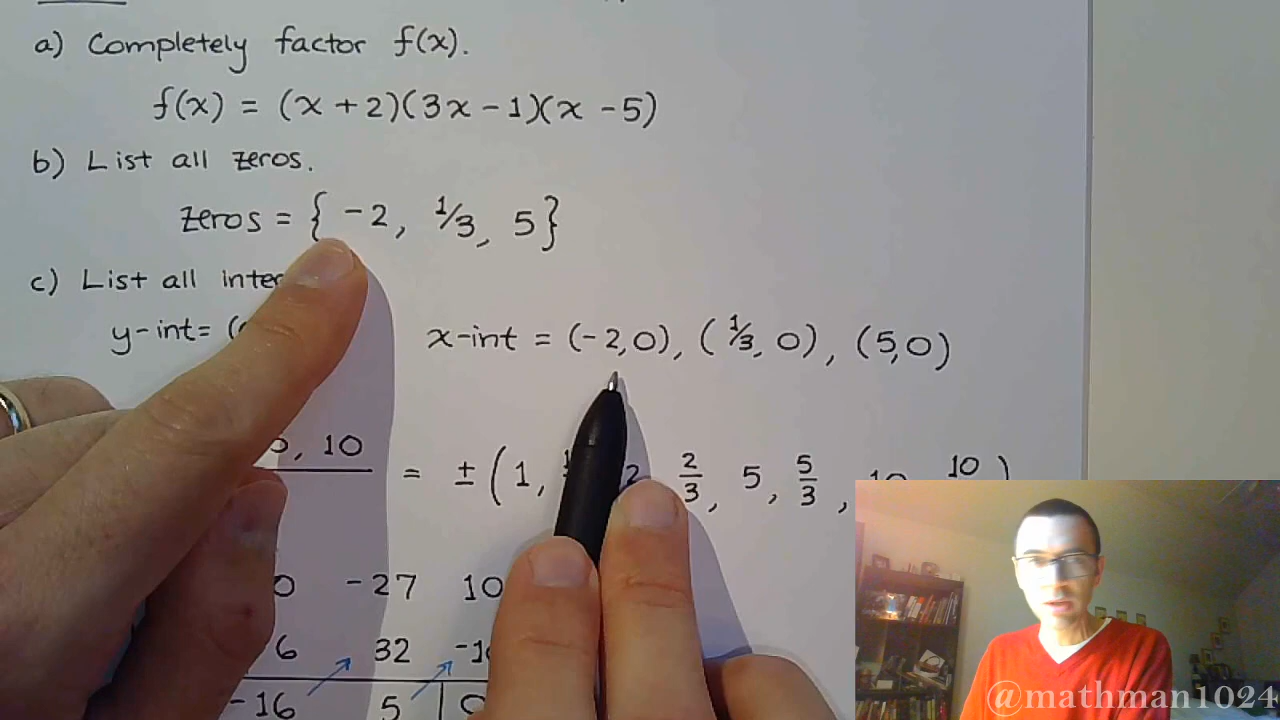 a) Completely factor f(x).
f(x) = (x + 2)(3x - 1)(x - 5)
b) List all zeros.
zeros = { -2, 1/3, 5}
c) List all
y-int= ( x-int = (-2,0), (1/3, 0), (5,0)
, 10 = ± (1, 2/3, 5, 5/3, 10
-27 10
6 32
-16 5
@mathman1024